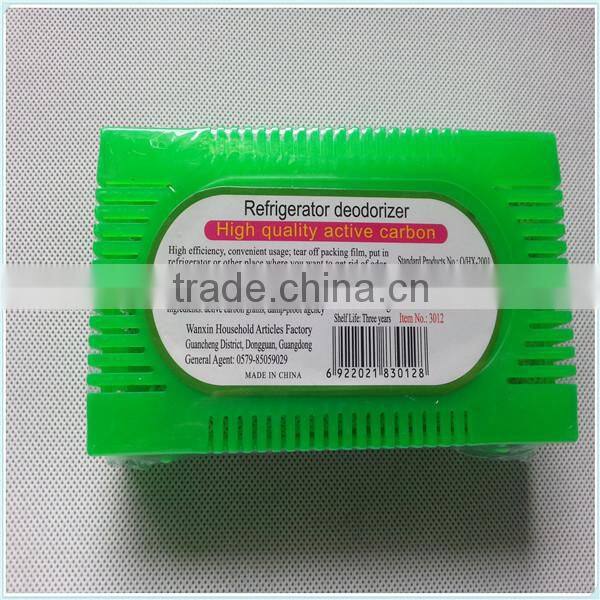 Refrigerator deodorizer
High quality active carbon
High efficiency, convenient usage; tear off packing film, put in
refrigerator or other place where you want to get rid of odor
Standard Products No.: Q/HX-2001
trade.china.cn
Ingredients: active carbon grains, damp-proof agency
Shelf Life: Three years Item No.: 3012
Wanxin Household Articles Factory
Guancheng District, Dongguan, Guangdong
General Agent: 0579-85059029
MADE IN CHINA
6 922021 830128